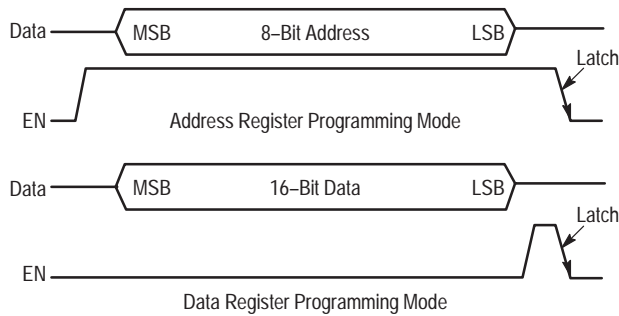 Data MSB 8–Bit Address LSB
Latch
EN Address Register Programming Mode
Data MSB 16–Bit Data LSB
Latch
EN
Data Register Programming Mode